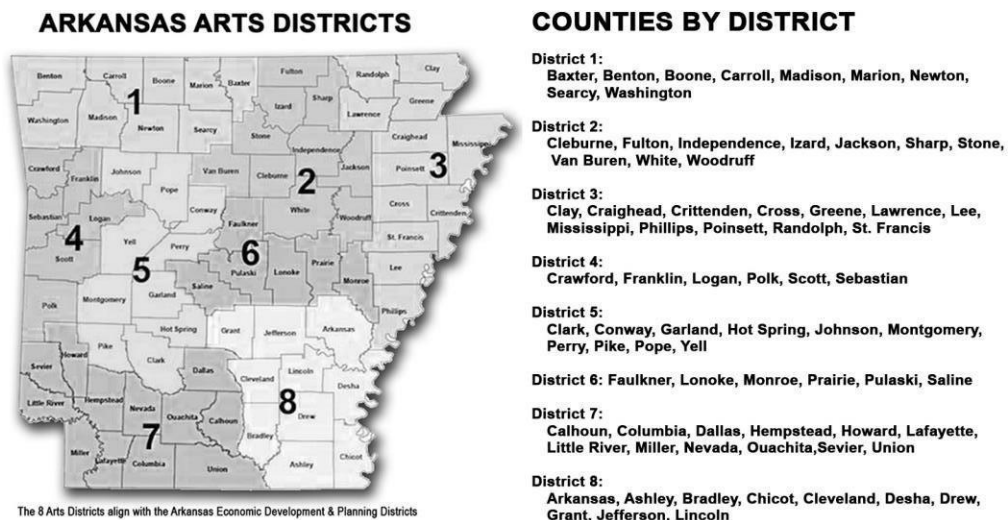 ARKANSAS ARTS DISTRICTS
Benton
Carroll
Boone
Marion
Baxter
Fulton
Randolph
Clay
Sharp
Izard
Greene
Lawrence
1
Washington
Madison
Newton
Searcy
Stone
Craighead
Mississippi
Independence
Crawford
Franklin
Johnson
Van Buren
Cleburne
2
Jackson
Poinsett
3
Pope
Conway
White
Woodruff
Cross
Crittenden
Sebastian
Logan
4
Scott
Yell
Perry
Faulkner
6
Pulaski
Lonoke
Prairie
St. Francis
Lee
5
Saline
Monroe
Polk
Montgomery
Garland
Phillips
Hot Spring
Grant
Jefferson
Arkansas
Howard
Pike
Clark
Dallas
Cleveland
Lincoln
Desha
Sevier
Little River
Hempstead
Nevada
Ouachita
Calhoun
8
Drew
7
Bradley
Miller
Lafayette
Columbia
Union
Ashley
Chicot
The 8 Arts Districts align with the Arkansas Economic Development & Planning Districts
COUNTIES BY DISTRICT
District 1:
Baxter, Benton, Boone, Carroll, Madison, Marion, Newton,
Searcy, Washington
District 2:
Cleburne, Fulton, Independence, Izard, Jackson, Sharp, Stone,
Van Buren, White, Woodruff
District 3:
Clay, Craighead, Crittenden, Cross, Greene, Lawrence, Lee,
Mississippi, Phillips, Poinsett, Randolph, St. Francis
District 4:
Crawford, Franklin, Logan, Polk, Scott, Sebastian
District 5:
Clark, Conway, Garland, Hot Spring, Johnson, Montgomery,
Perry, Pike, Pope, Yell
District 6: Faulkner, Lonoke, Monroe, Prairie, Pulaski, Saline
District 7:
Calhoun, Columbia, Dallas, Hempstead, Howard, Lafayette,
Little River, Miller, Nevada, Ouachita,Sevier, Union
District 8:
Arkansas, Ashley, Bradley, Chicot, Cleveland, Desha, Drew,
Grant, Jefferson, Lincoln